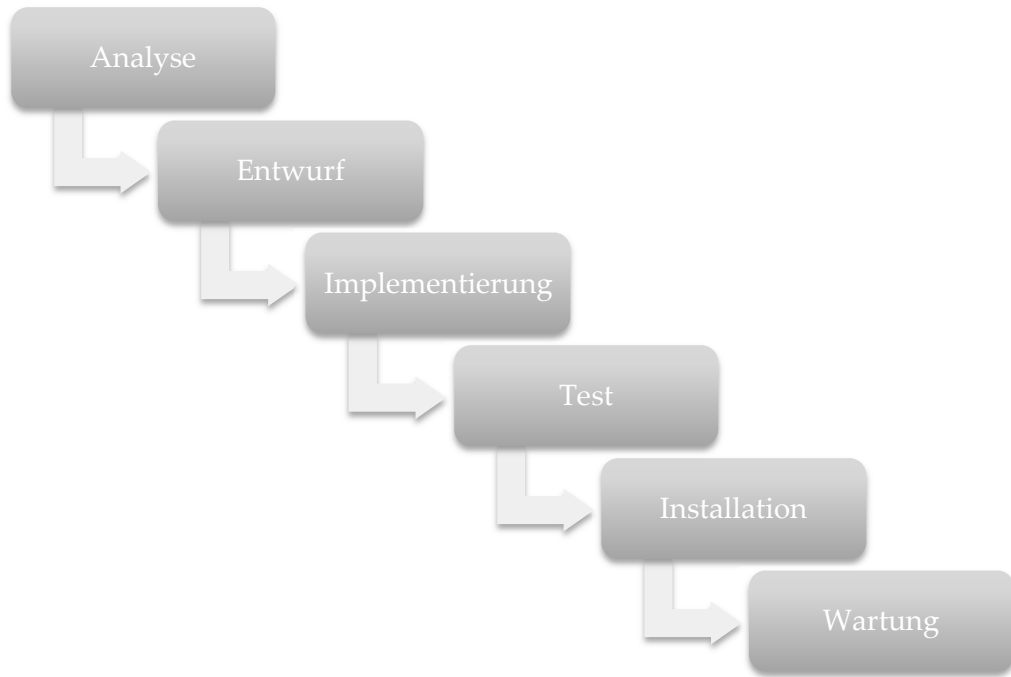 Analyse
Entwurf
Implementierung
Test
Installation
Wartung